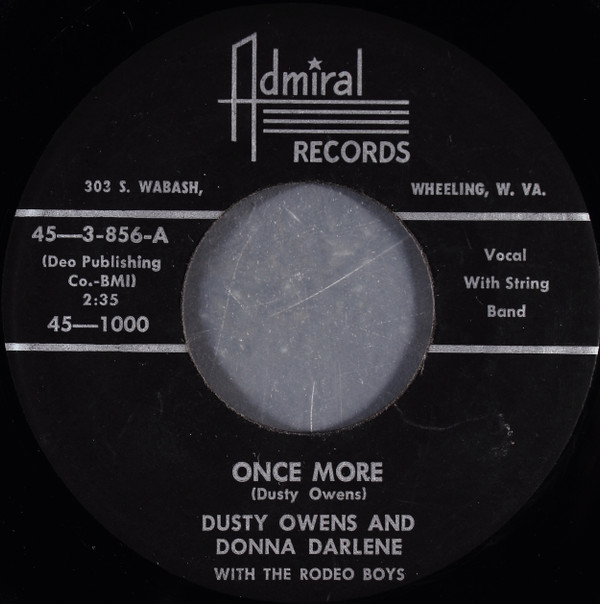 Admiral
RECORDS
303 S. WABASH,
WHEELING, W. VA.
45—3-856-A
(Deo Publishing
Co.-BMI)
2:35
45—1000
Vocal
With String
Band
ONCE MORE
(Dusty Owens)
DUSTY OWENS AND
DONNA DARLENE
WITH THE RODEO BOYS